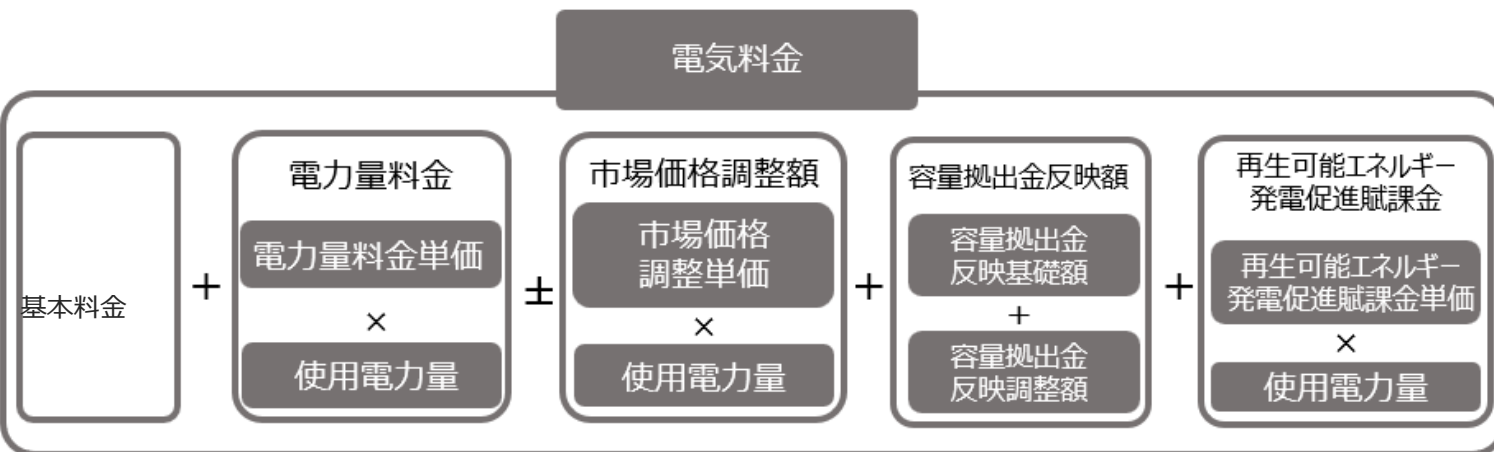 電気料金
基本料金
+
電力量料金
電力量料金単価
×
使用電力量
±
市場価格調整額
市場価格
調整単価
×
使用電力量
+
容量拠出金反映額
容量拠出金
反映基礎額
+
容量拠出金
反映調整額
+
再生可能エネルギー
発電促進賦課金
再生可能エネルギー
発電促進賦課金単価
×
使用電力量